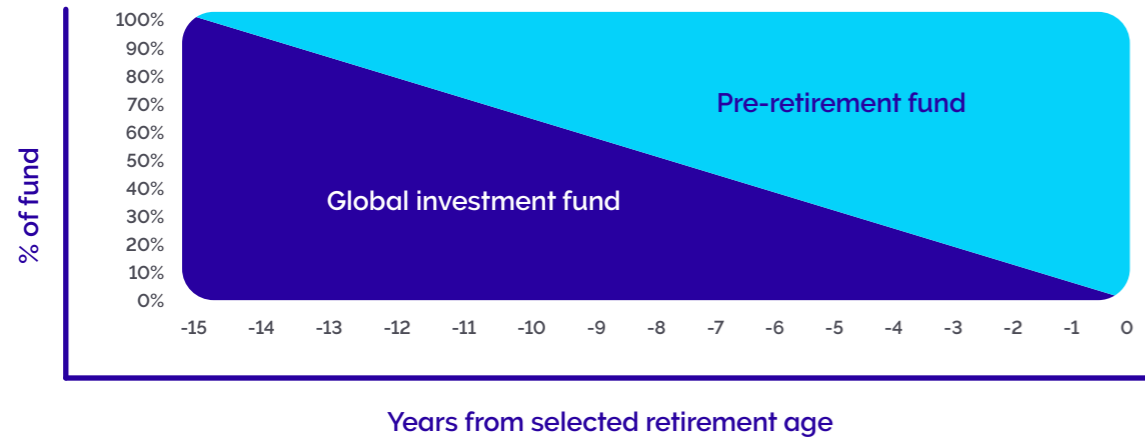 100%
90%
80%
70%
60%
50%
40%
30%
20%
10%
0%
% of fund
Pre-retirement fund
Global investment fund
-15 -14 -13 -12 -11 -10 -9 -8 -7 -6 -5 -4 -3 -2 -1 0
Years from selected retirement age